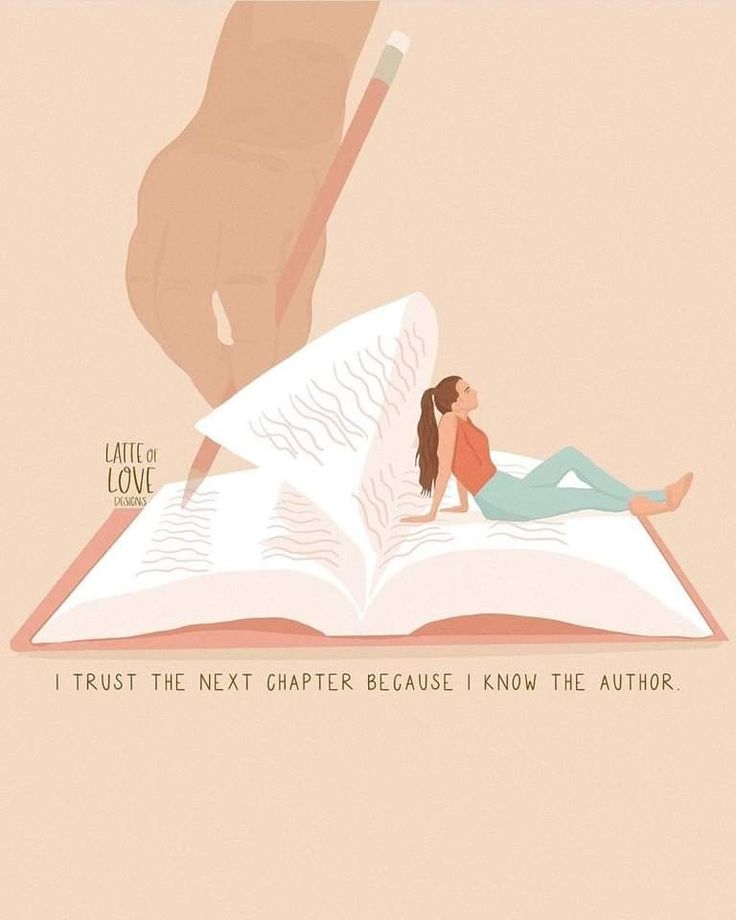 LATTE OF
LOVE
DESIGNS
I TRUST THE NEXT CHAPTER BECAUSE I KNOW THE AUTHOR.